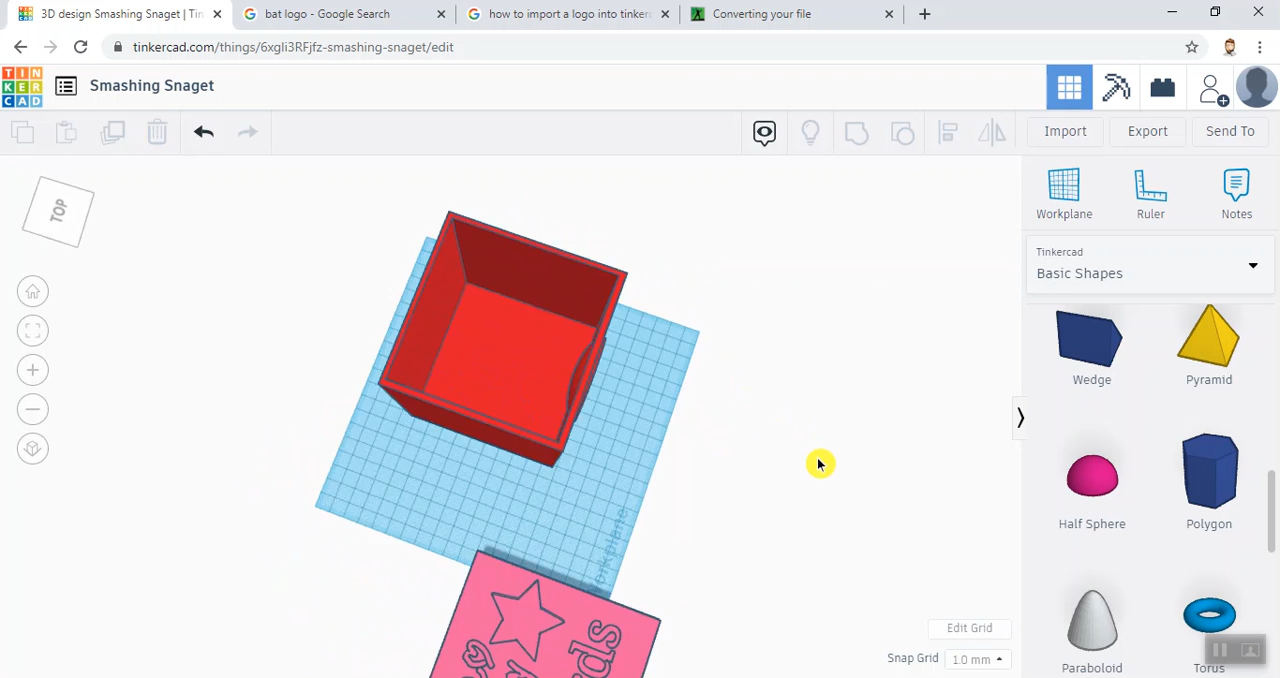 3D design Smashing Snaget | Tin
bat logo - Google Search
how to import a logo into tinker
Converting your file
tinkercad.com/things/6xgli3RFjfz-smashing-snaget/edit
TIN
KER
CAD
Smashing Snaget
Import
Export
Send To
TOP
Workplane
Ruler
Notes
Tinkercad
Basic Shapes
Wedge
Pyramid
Half Sphere
Polygon
Paraboloid
Torus
Edit Grid
Snap Grid
1.0 mm